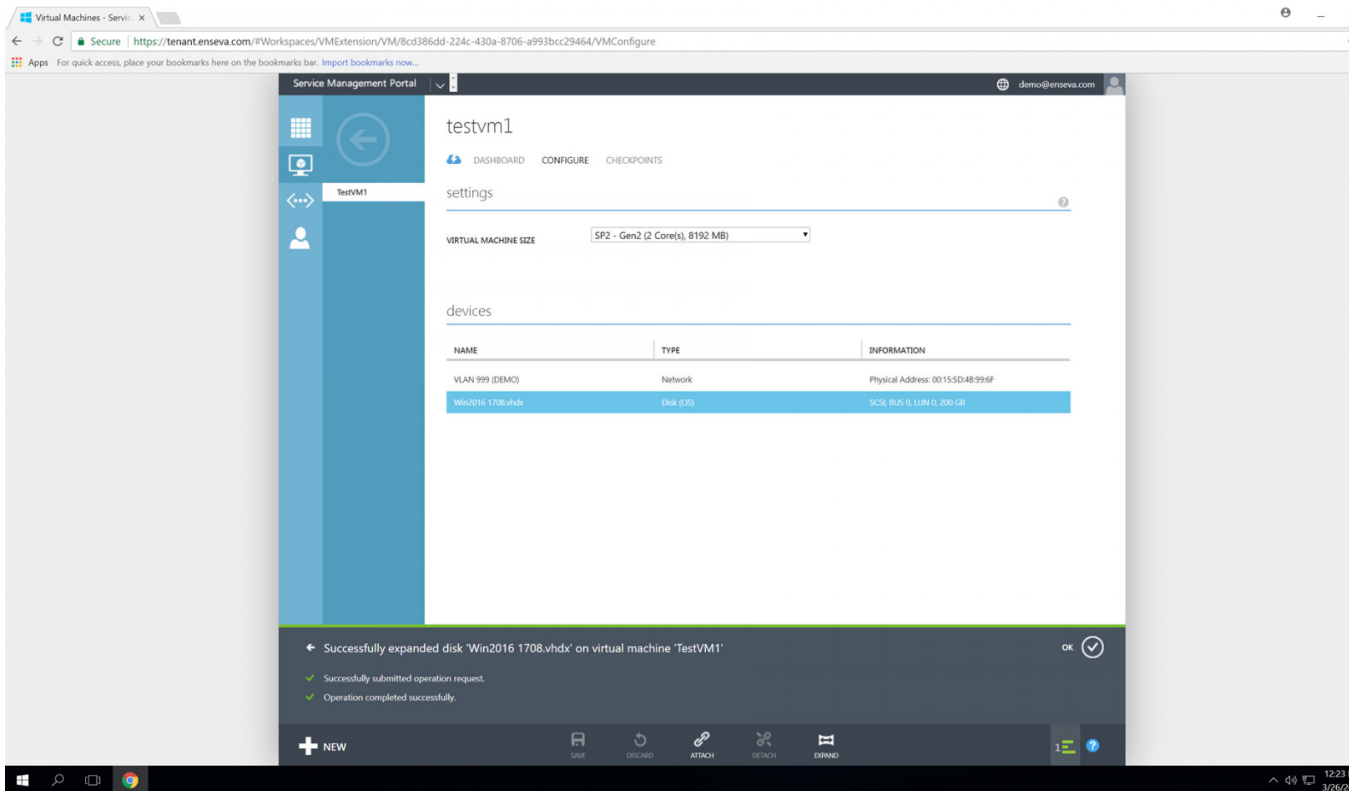 Virtual Machines - Servic
Secure | https://tenant.enseva.com/#Workspaces/VMExtension/VM/8cd386dd-224c-430a-8706-a993bcc29464/VMConfigure
Apps For quick access, place your bookmarks here on the bookmarks bar. Import bookmarks now...
Service Management Portal demo@enseva.com
testvm1
DASHBOARD CONFIGURE CHECKPOINTS
TestVM1
settings
VIRTUAL MACHINE SIZE SP2 - Gen2 (2 Core(s), 8192 MB)
devices
NAME TYPE INFORMATION
VLAN 999 (DEMO) Network Physical Address: 00:15:5D:4B:99:6F
Win2016 1708.vhdx Disk (OS) SCSI, BUS 0, LUN 0, 200 GB
Successfully expanded disk 'Win2016 1708.vhdx' on virtual machine 'TestVM1' OK
Successfully submitted operation request.
Operation completed successfully.
NEW SAVE DISCARD ATTACH DETACH EXPAND 1
12:23
3/26/2